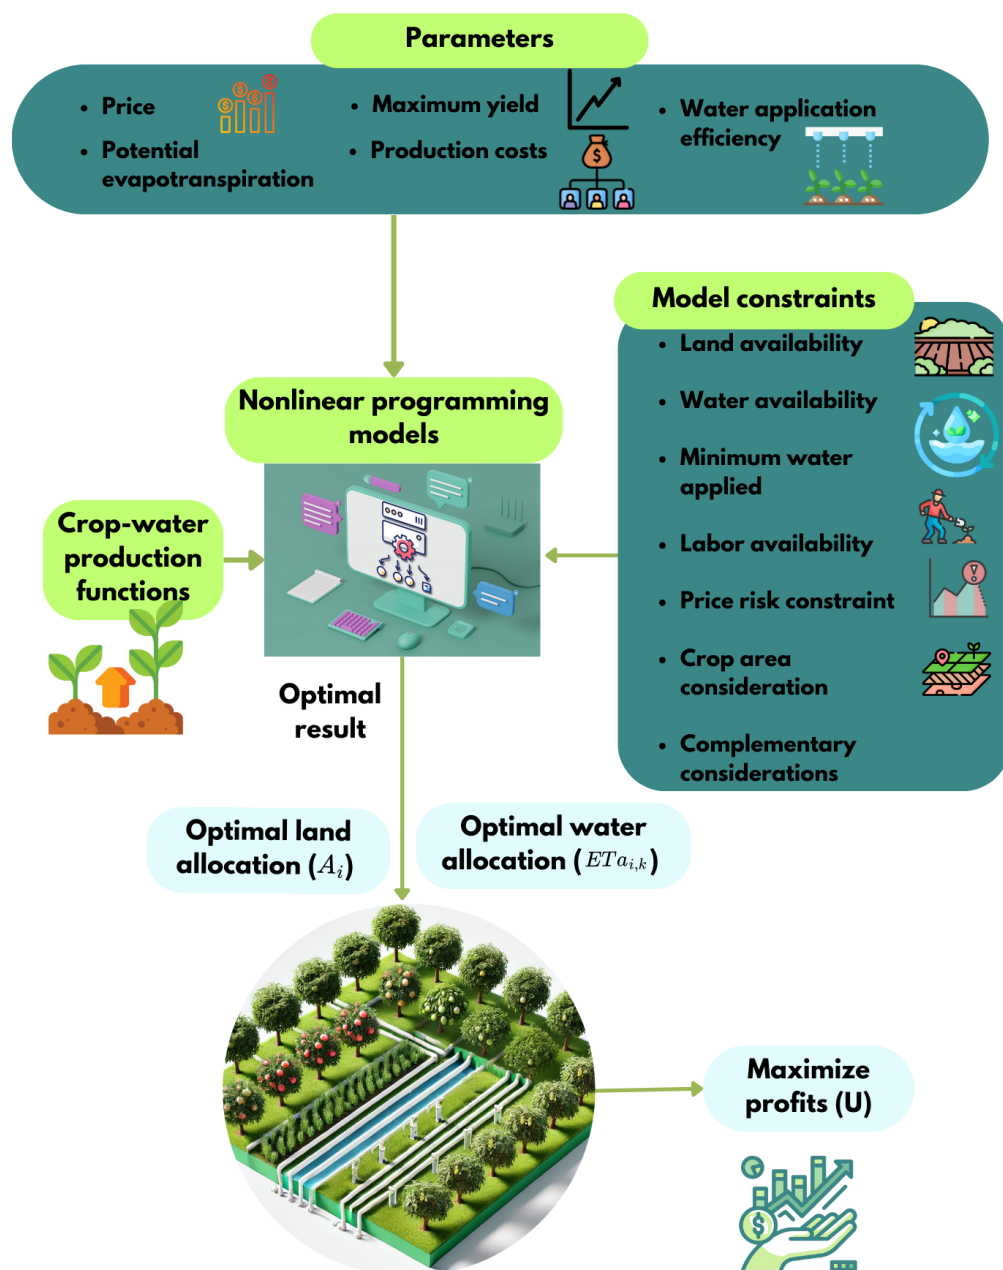 Parameters
• Price
• Potential
evapotranspiration
• Maximum yield
• Production costs
• Water application
efficiency
Model constraints
• Land availability
• Water availability
• Minimum water
applied
• Labor availability
• Price risk constraint
• Crop area
consideration
• Complementary
considerations
Nonlinear programming
models
Crop-water
production
functions
Optimal
result
Optimal land
allocation (A_i)
Optimal water
allocation (ETa_{i,k})
Maximize
profits (U)